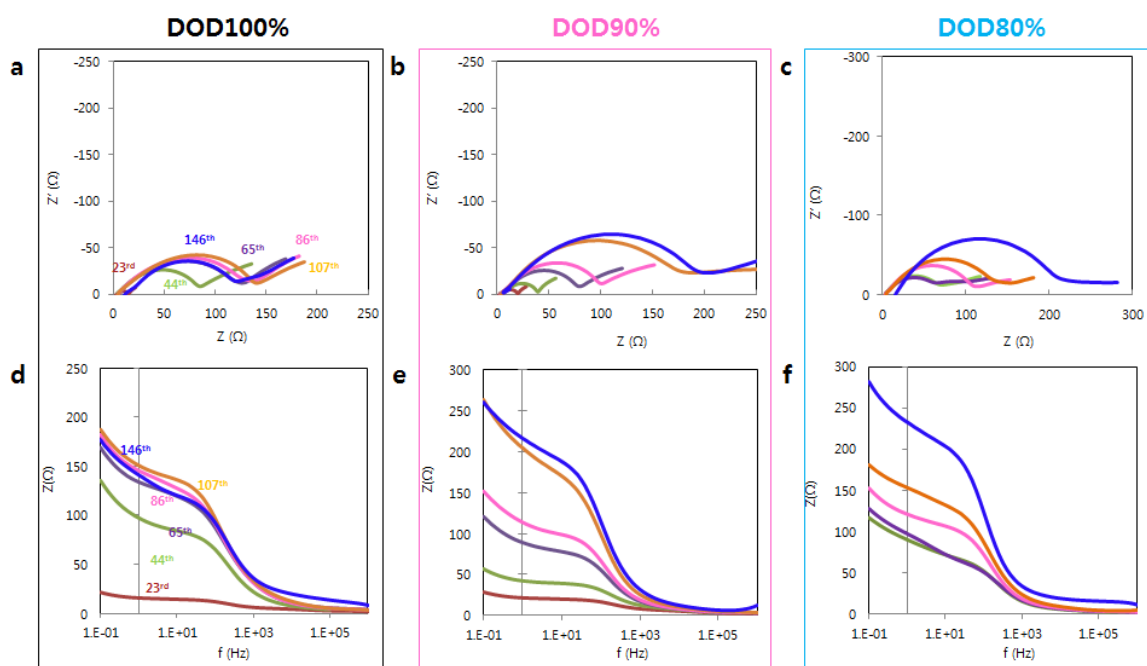 DOD100%
DOD90%
DOD80%
a
-250
-200
-150
-100
-50
0
Z' (Ω)
0 50 100 150 200 250
Z (Ω)
23rd
44th
146th
65th
86th
107th
b
-250
-200
-150
-100
-50
0
Z' (Ω)
0 50 100 150 200 250
Z (Ω)
c
-300
-200
-100
0
Z' (Ω)
0 100 200 300
Z (Ω)
d
250
200
150
100
50
0
Z(Ω)
1.E-01 1.E+01 1.E+03 1.E+05
f (Hz)
146th
107th
86th
65th
44th
23rd
e
300
250
200
150
100
50
0
Z(Ω)
1.E-01 1.E+01 1.E+03 1.E+05
f (Hz)
f
300
250
200
150
100
50
0
Z(Ω)
1.E-01 1.E+01 1.E+03 1.E+05
f (Hz)